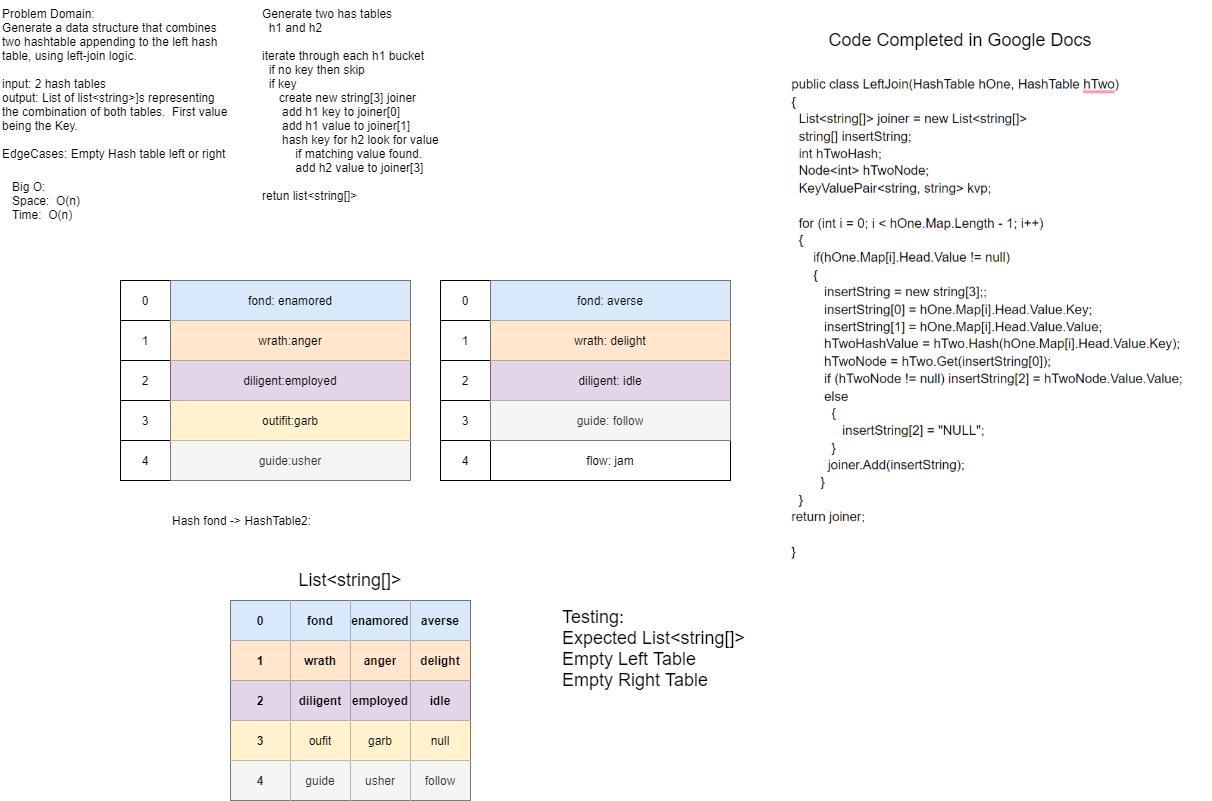 Problem Domain:
Generate a data structure that combines
two hashtable appending to the left hash
table, using left-join logic.
input: 2 hash tables
output: List of list<string>]s representing
the combination of both tables.  First value
being the Key.
EdgeCases: Empty Hash table left or right
Big O:
Space:  O(n)
Time:  O(n)
Generate two has tables
h1 and h2
iterate through each h1 bucket
if no key then skip
if key
create new string[3] joiner
add h1 key to joiner[0]
add h1 value to joiner[1]
hash key for h2 look for value
if matching value found.
add h2 value to joiner[3]
retun list<string[]>
Code Completed in Google Docs
public class LeftJoin(HashTable hOne, HashTable hTwo)
{
List<string[]> joiner = new List<string[]>
string[] insertString;
int hTwoHash;
Node<int> hTwoNode;
KeyValuePair<string, string> kvp;
for (int i = 0; i < hOne.Map.Length - 1; i++)
{
if(hOne.Map[i].Head.Value != null)
{
insertString = new string[3];;
insertString[0] = hOne.Map[i].Head.Value.Key;
insertString[1] = hOne.Map[i].Head.Value.Value;
hTwoHashValue = hTwo.Hash(hOne.Map[i].Head.Value.Key);
hTwoNode = hTwo.Get(insertString[0]);
if (hTwoNode != null) insertString[2] = hTwoNode.Value.Value;
else
{
insertString[2] = "NULL";
}
joiner.Add(insertString);
}
}
return joiner;
}
0 fond: enamored
1 wrath:anger
2 diligent:employed
3 outifit:garb
4 guide:usher
0 fond: averse
1 wrath: delight
2 diligent: idle
3 guide: follow
4 flow: jam
Hash fond -> HashTable2:
List<string[]>
0 fond enamored averse
1 wrath anger delight
2 diligent employed idle
3 oufit garb null
4 guide usher follow
Testing:
Expected List<string[]>
Empty Left Table
Empty Right Table